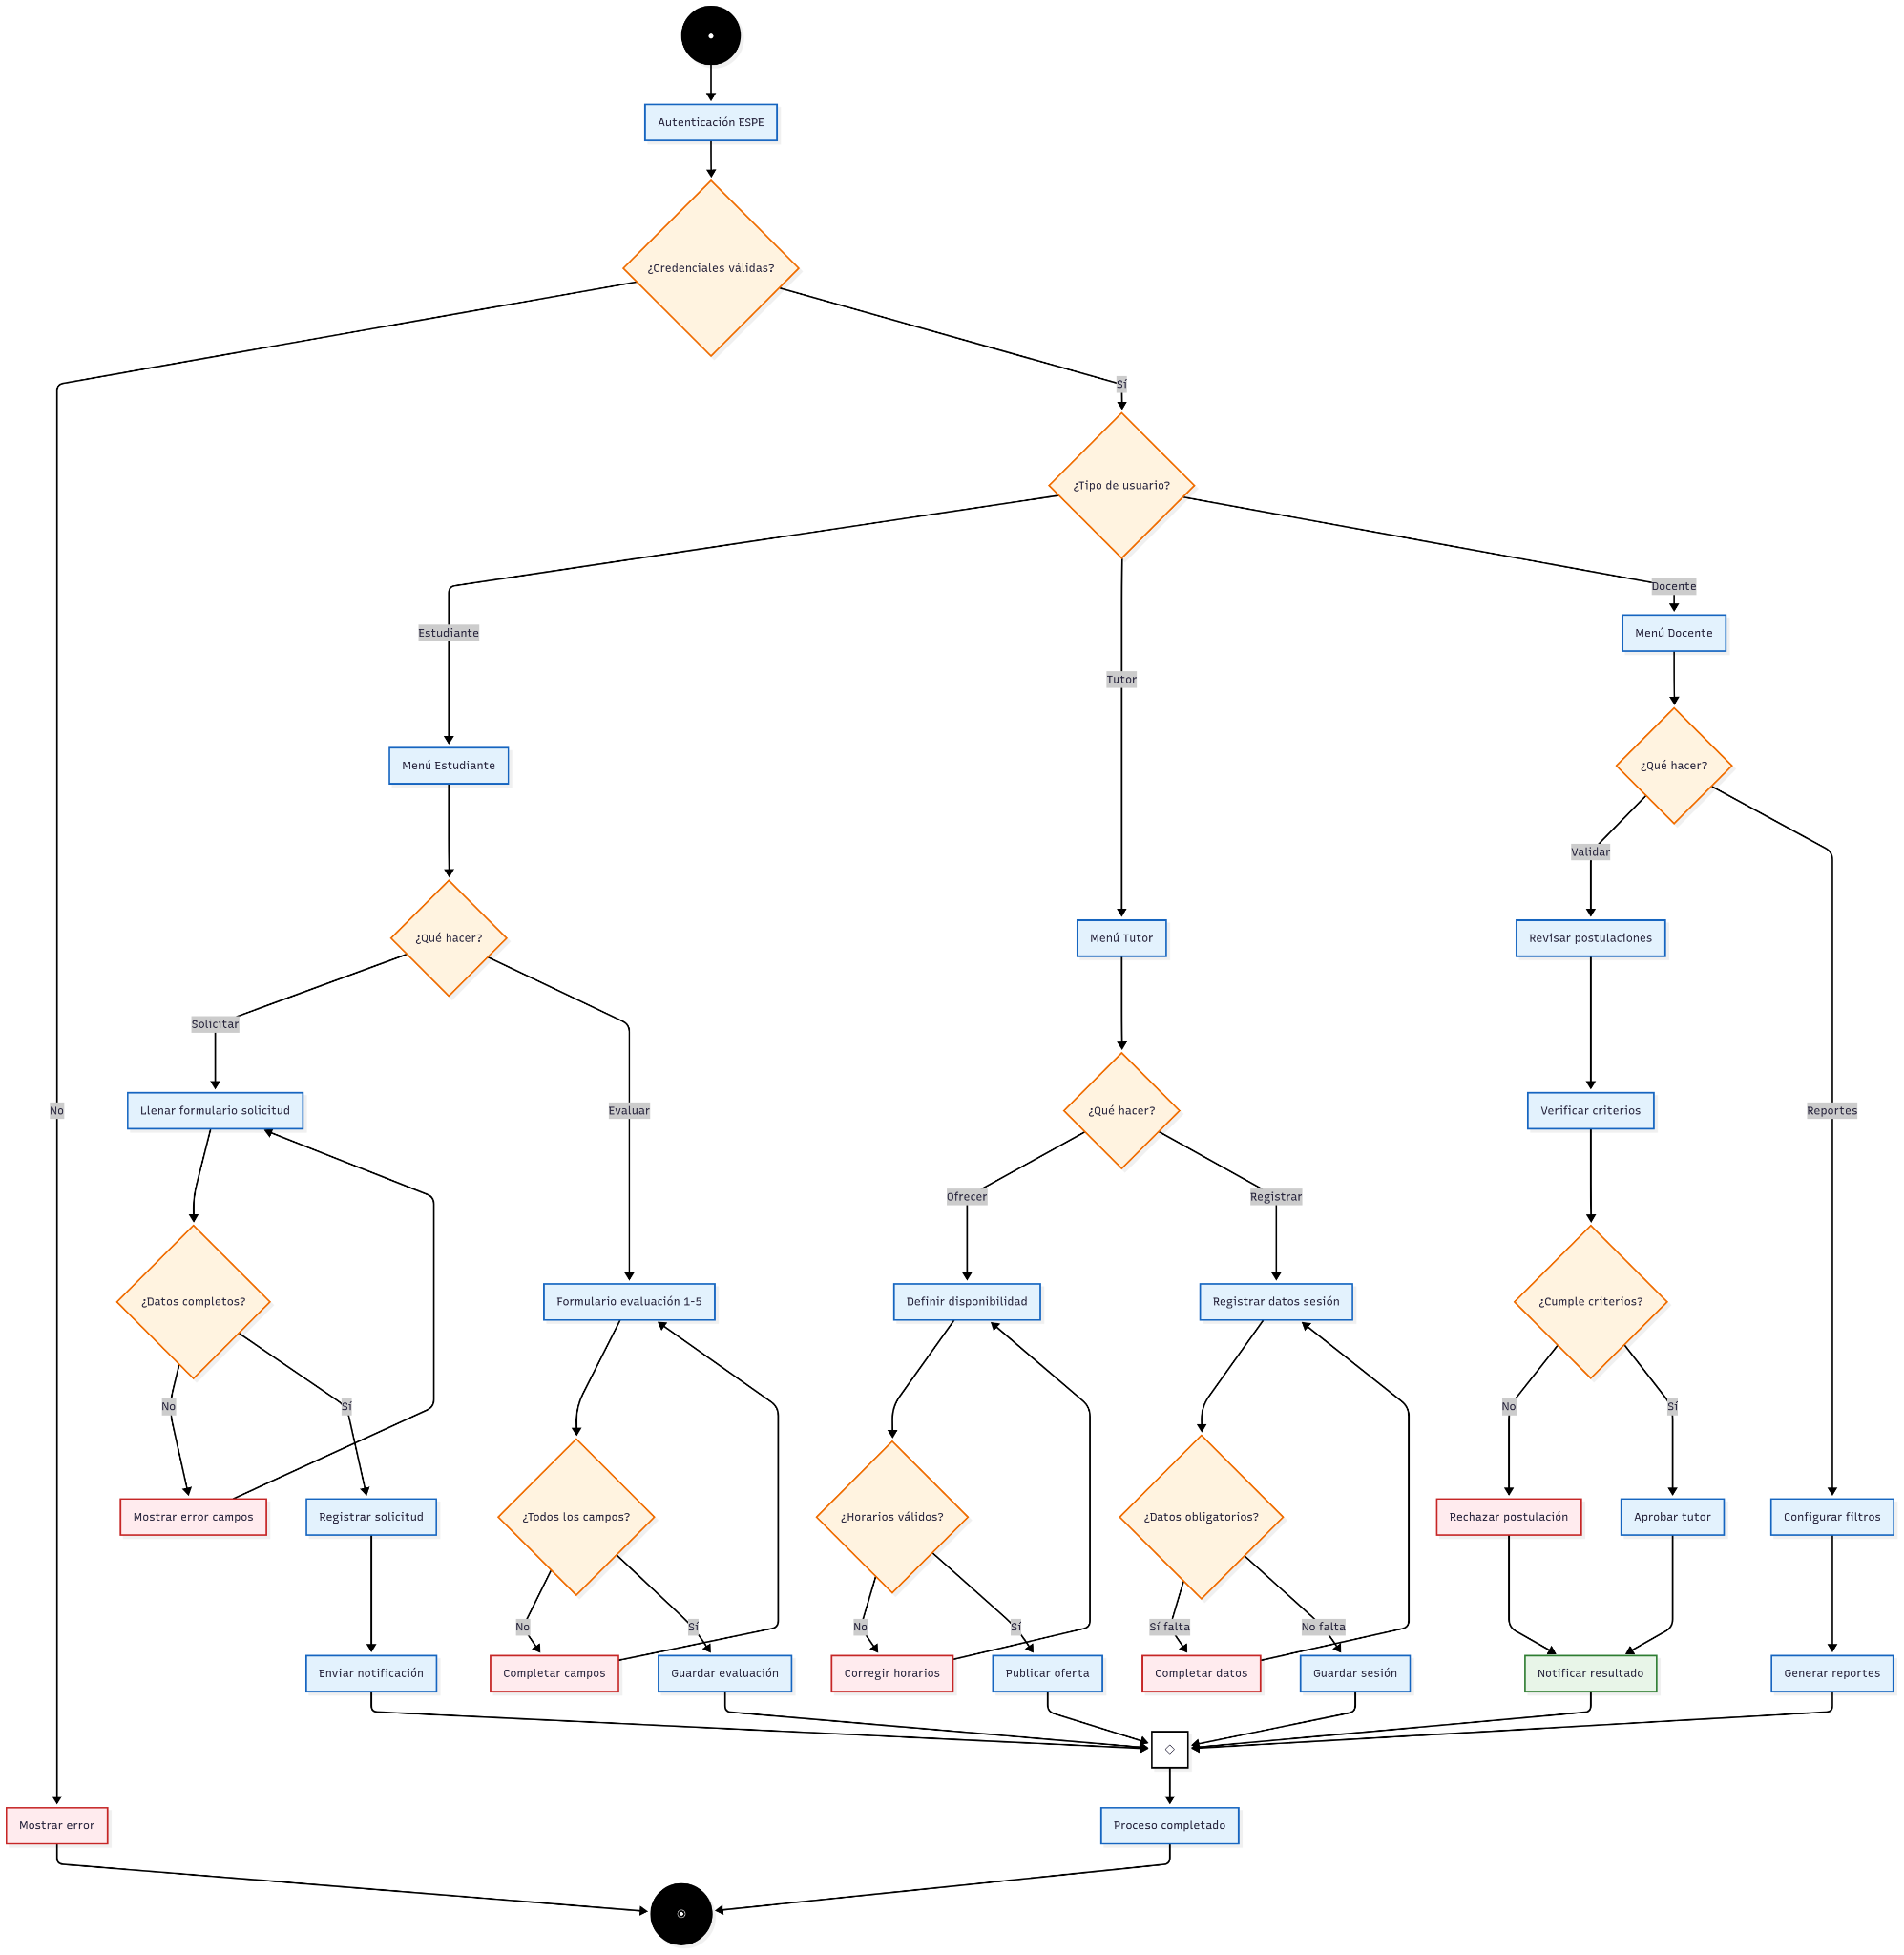 Autenticación ESPE
¿Credenciales válidas?
Sí
¿Tipo de usuario?
Docente
Estudiante
Menú Docente
Tutor
Menú Estudiante
¿Qué hacer?
Validar
¿Qué hacer?
Menú Tutor
Revisar postulaciones
Solicitar
No
Llenar formulario solicitud
Evaluar
¿Qué hacer?
Verificar criterios
Reportes
Ofrecer
Registrar
¿Datos completos?
Formulario evaluación 1-5
Definir disponibilidad
Registrar datos sesión
¿Cumple criterios?
No
Sí
No
Sí
Mostrar error campos
Registrar solicitud
¿Todos los campos?
¿Horarios válidos?
¿Datos obligatorios?
Rechazar postulación
Aprobar tutor
Configurar filtros
No
Sí
No
Sí
Sí falta
No falta
Enviar notificación
Completar campos
Guardar evaluación
Corregir horarios
Publicar oferta
Completar datos
Guardar sesión
Notificar resultado
Generar reportes
Mostrar error
Proceso completado